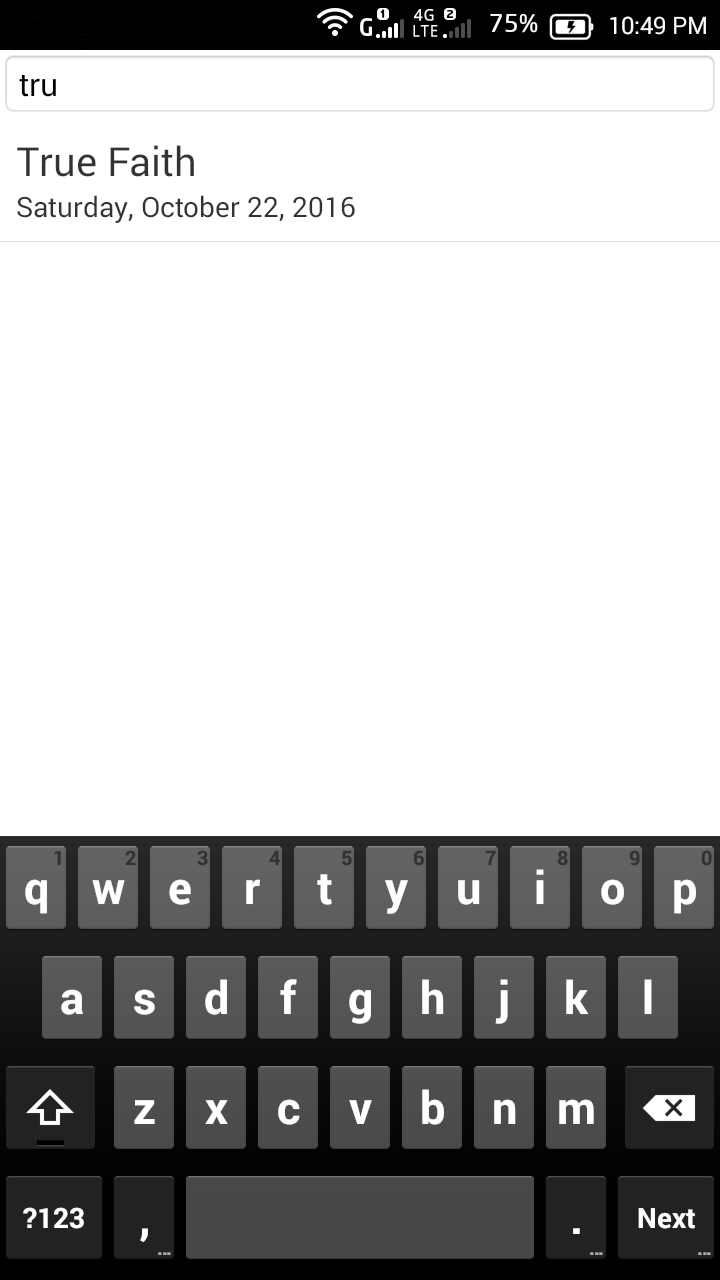 G 1 4G LTE 2 75% 10:49 PM
tru
True Faith
Saturday, October 22, 2016
1 2 3 4 5 6 7 8 9 0
q w e r t y u i o p
a s d f g h j k l
z x c v b n m
?123 , ... . ... Next ...